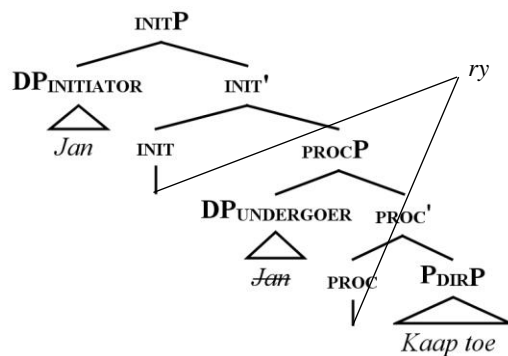 INITP
DPINITIATOR INIT' ry
Jan INIT PROCP
DPUNDERGOER PROC'
Jan PROC PDIRP
Kaap toe